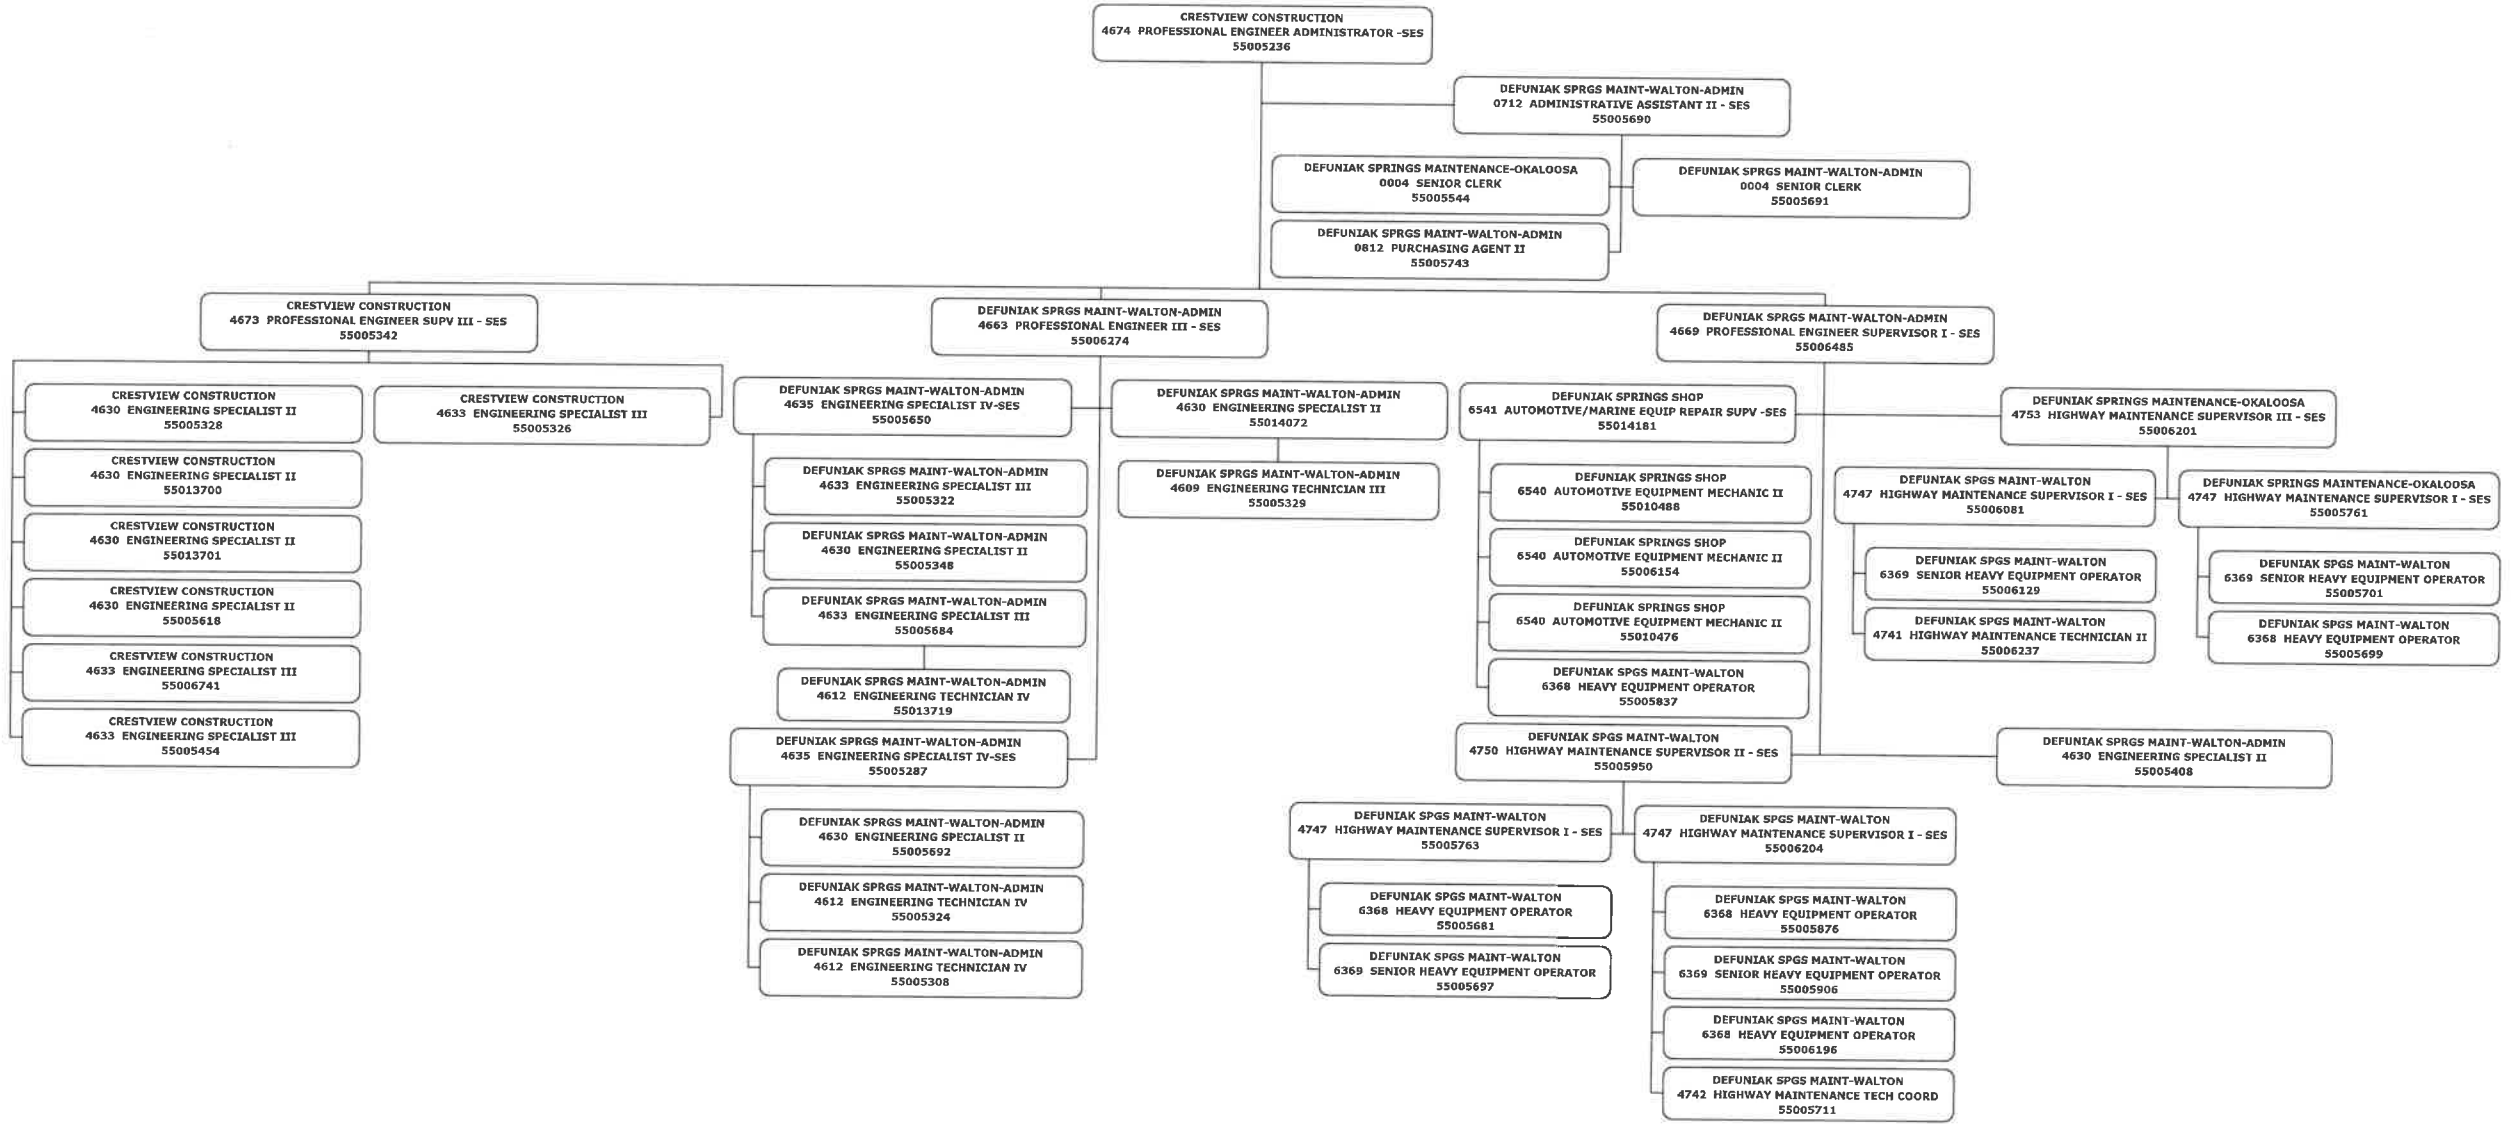 CRESTVIEW CONSTRUCTION
4674 PROFESSIONAL ENGINEER ADMINISTRATOR -SES
55005236
DEFUNIAK SPRGS MAINT-WALTON-ADMIN
0712 ADMINISTRATIVE ASSISTANT II - SES
55005690
DEFUNIAK SPRINGS MAINTENANCE-OKALOOSA
0004 SENIOR CLERK
55005544
DEFUNIAK SPRGS MAINT-WALTON-ADMIN
0004 SENIOR CLERK
55005691
DEFUNIAK SPRGS MAINT-WALTON-ADMIN
0812 PURCHASING AGENT II
55005743
CRESTVIEW CONSTRUCTION
4673 PROFESSIONAL ENGINEER SUPV III - SES
55005342
CRESTVIEW CONSTRUCTION
4630 ENGINEERING SPECIALIST II
55005328
CRESTVIEW CONSTRUCTION
4633 ENGINEERING SPECIALIST III
55005326
CRESTVIEW CONSTRUCTION
4630 ENGINEERING SPECIALIST II
55013700
CRESTVIEW CONSTRUCTION
4630 ENGINEERING SPECIALIST II
55013701
CRESTVIEW CONSTRUCTION
4630 ENGINEERING SPECIALIST II
55005618
CRESTVIEW CONSTRUCTION
4633 ENGINEERING SPECIALIST III
55006741
CRESTVIEW CONSTRUCTION
4633 ENGINEERING SPECIALIST III
55005454
DEFUNIAK SPRGS MAINT-WALTON-ADMIN
4663 PROFESSIONAL ENGINEER III - SES
55006274
DEFUNIAK SPRGS MAINT-WALTON-ADMIN
4635 ENGINEERING SPECIALIST IV-SES
55005650
DEFUNIAK SPRGS MAINT-WALTON-ADMIN
4630 ENGINEERING SPECIALIST II
55014072
DEFUNIAK SPRGS MAINT-WALTON-ADMIN
4633 ENGINEERING SPECIALIST III
55005322
DEFUNIAK SPRGS MAINT-WALTON-ADMIN
4609 ENGINEERING TECHNICIAN III
55005329
DEFUNIAK SPRGS MAINT-WALTON-ADMIN
4630 ENGINEERING SPECIALIST II
55005348
DEFUNIAK SPRGS MAINT-WALTON-ADMIN
4633 ENGINEERING SPECIALIST III
55005684
DEFUNIAK SPRGS MAINT-WALTON-ADMIN
4612 ENGINEERING TECHNICIAN IV
55013719
DEFUNIAK SPRGS MAINT-WALTON-ADMIN
4635 ENGINEERING SPECIALIST IV-SES
55005287
DEFUNIAK SPRGS MAINT-WALTON-ADMIN
4630 ENGINEERING SPECIALIST II
55005692
DEFUNIAK SPRGS MAINT-WALTON-ADMIN
4612 ENGINEERING TECHNICIAN IV
55005324
DEFUNIAK SPRGS MAINT-WALTON-ADMIN
4612 ENGINEERING TECHNICIAN IV
55005308
DEFUNIAK SPRGS MAINT-WALTON-ADMIN
4669 PROFESSIONAL ENGINEER SUPERVISOR I - SES
55006485
DEFUNIAK SPRINGS SHOP
6541 AUTOMOTIVE/MARINE EQUIP REPAIR SUPV -SES
55014181
DEFUNIAK SPRINGS MAINTENANCE-OKALOOSA
4753 HIGHWAY MAINTENANCE SUPERVISOR III - SES
55006201
DEFUNIAK SPRINGS SHOP
6540 AUTOMOTIVE EQUIPMENT MECHANIC II
55010488
DEFUNIAK SPRINGS SHOP
6540 AUTOMOTIVE EQUIPMENT MECHANIC II
55006154
DEFUNIAK SPRINGS SHOP
6540 AUTOMOTIVE EQUIPMENT MECHANIC II
55010476
DEFUNIAK SPGS MAINT-WALTON
6368 HEAVY EQUIPMENT OPERATOR
55005837
DEFUNIAK SPGS MAINT-WALTON
4747 HIGHWAY MAINTENANCE SUPERVISOR I - SES
55006081
DEFUNIAK SPRINGS MAINTENANCE-OKALOOSA
4747 HIGHWAY MAINTENANCE SUPERVISOR I - SES
55005761
DEFUNIAK SPGS MAINT-WALTON
6369 SENIOR HEAVY EQUIPMENT OPERATOR
55006129
DEFUNIAK SPGS MAINT-WALTON
4741 HIGHWAY MAINTENANCE TECHNICIAN II
55006237
DEFUNIAK SPGS MAINT-WALTON
6369 SENIOR HEAVY EQUIPMENT OPERATOR
55005701
DEFUNIAK SPGS MAINT-WALTON
6368 HEAVY EQUIPMENT OPERATOR
55005699
DEFUNIAK SPGS MAINT-WALTON
4750 HIGHWAY MAINTENANCE SUPERVISOR II - SES
55005950
DEFUNIAK SPRGS MAINT-WALTON-ADMIN
4630 ENGINEERING SPECIALIST II
55005408
DEFUNIAK SPGS MAINT-WALTON
4747 HIGHWAY MAINTENANCE SUPERVISOR I - SES
55005763
DEFUNIAK SPGS MAINT-WALTON
4747 HIGHWAY MAINTENANCE SUPERVISOR I - SES
55006204
DEFUNIAK SPGS MAINT-WALTON
6368 HEAVY EQUIPMENT OPERATOR
55005681
DEFUNIAK SPGS MAINT-WALTON
6369 SENIOR HEAVY EQUIPMENT OPERATOR
55005697
DEFUNIAK SPGS MAINT-WALTON
6368 HEAVY EQUIPMENT OPERATOR
55005876
DEFUNIAK SPGS MAINT-WALTON
6369 SENIOR HEAVY EQUIPMENT OPERATOR
55005906
DEFUNIAK SPGS MAINT-WALTON
6368 HEAVY EQUIPMENT OPERATOR
55006196
DEFUNIAK SPGS MAINT-WALTON
4742 HIGHWAY MAINTENANCE TECH COORD
55005711